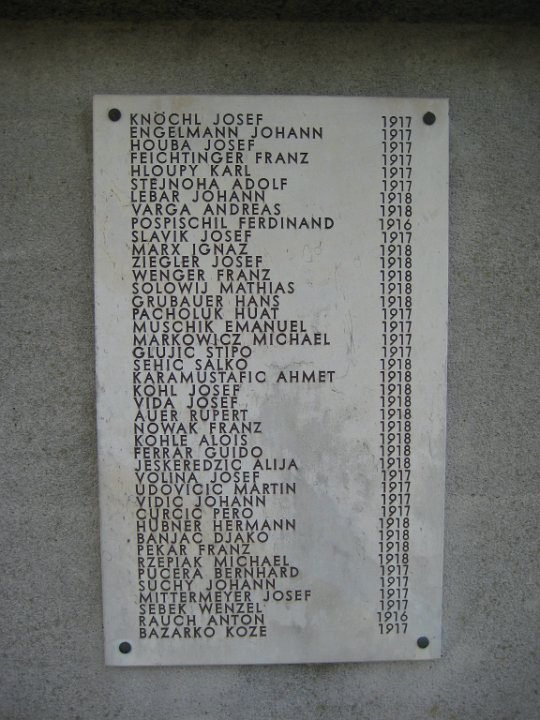 KNÖCHL JOSEF 1917
ENGELMANN JOHANN 1917
HOUBA JOSEF 1917
FEICHTINGER FRANZ 1917
HLOUPY KARL 1917
STEJNOHA ADOLF 1917
LEBAR JOHANN 1918
VARGA ANDREAS 1918
POSPISCHIL FERDINAND 1916
SLAVIK JOSEF 1917
MARX IGNAZ 1918
ZIEGLER JOSEF 1918
WENGER FRANZ 1918
SOLOWIJ MATHIAS 1918
GRUBAUER HANS 1918
PACHOLUK HUAT 1917
MUSCHIK EMANUEL 1917
MARKOWICZ MICHAEL 1917
GLUJIC STIPO 1917
SEHIC SALKO 1918
KARAMUSTAFIC AHMET 1918
KOHL JOSEF 1918
VIDA JOSEF 1918
AUER RUPERT 1918
NOWAK FRANZ 1918
KOHLE ALOIS 1918
FERRAR GUIDO 1918
JESKEREDZIC ALIJA 1918
VOLINA JOSEF 1917
UDOVICIC MARTIN 1917
VIDIC JOHANN 1917
CURCIC PERO 1917
HÜBNER HERMANN 1918
BANJAC DJAKO 1918
PEKAR FRANZ 1918
RZEPIAK MICHAEL 1918
PUCERA BERNHARD 1917
SUCHY JOHANN 1917
MITTERMEYER JOSEF 1917
SEBEK WENZEL 1917
RAUCH ANTON 1916
BAZARKO KOZE 1917